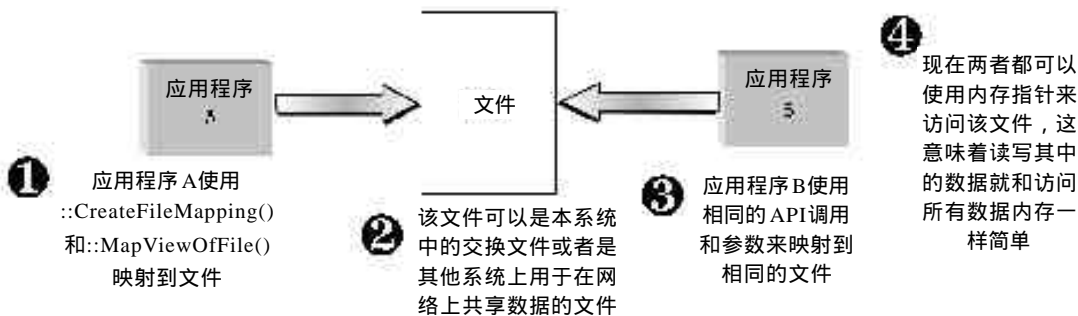 应用程序
A
1
应用程序A使用
::CreateFileMapping()
和::MapViewOfFile()
映射到文件
文件
2
该文件可以是本系统
中的交换文件或者是
其他系统上用于在网
络上共享数据的文件
应用程序
3
应用程序B使用
相同的API调用
和参数来映射到
相同的文件
4
现在两者都可以
使用内存指针来
访问该文件，这
意味着读写其中
的数据就和访问
所有数据内存一
样简单